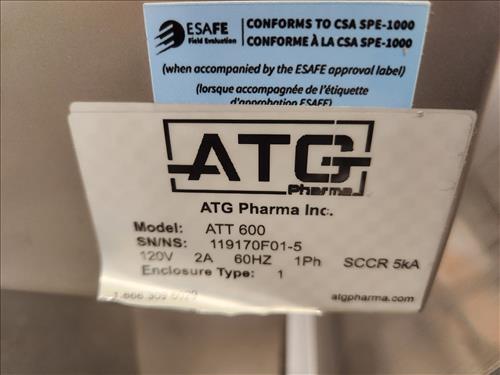 ESAFE
Field Evaluation
CONFORMS TO CSA SPE-1000
CONFORME À LA CSA SPE-1000
(when accompanied by the ESAFE approval label)
(lorsque accompagnée de l'étiquette
d'approbation ESAFE)
ATG
Pharma
ATG Pharma Inc.
Model: ATT 600
SN/NS: 119170F01-5
120V 2A 60HZ 1Ph SCCR 5kA
Enclosure Type: 1
atgpharma.com